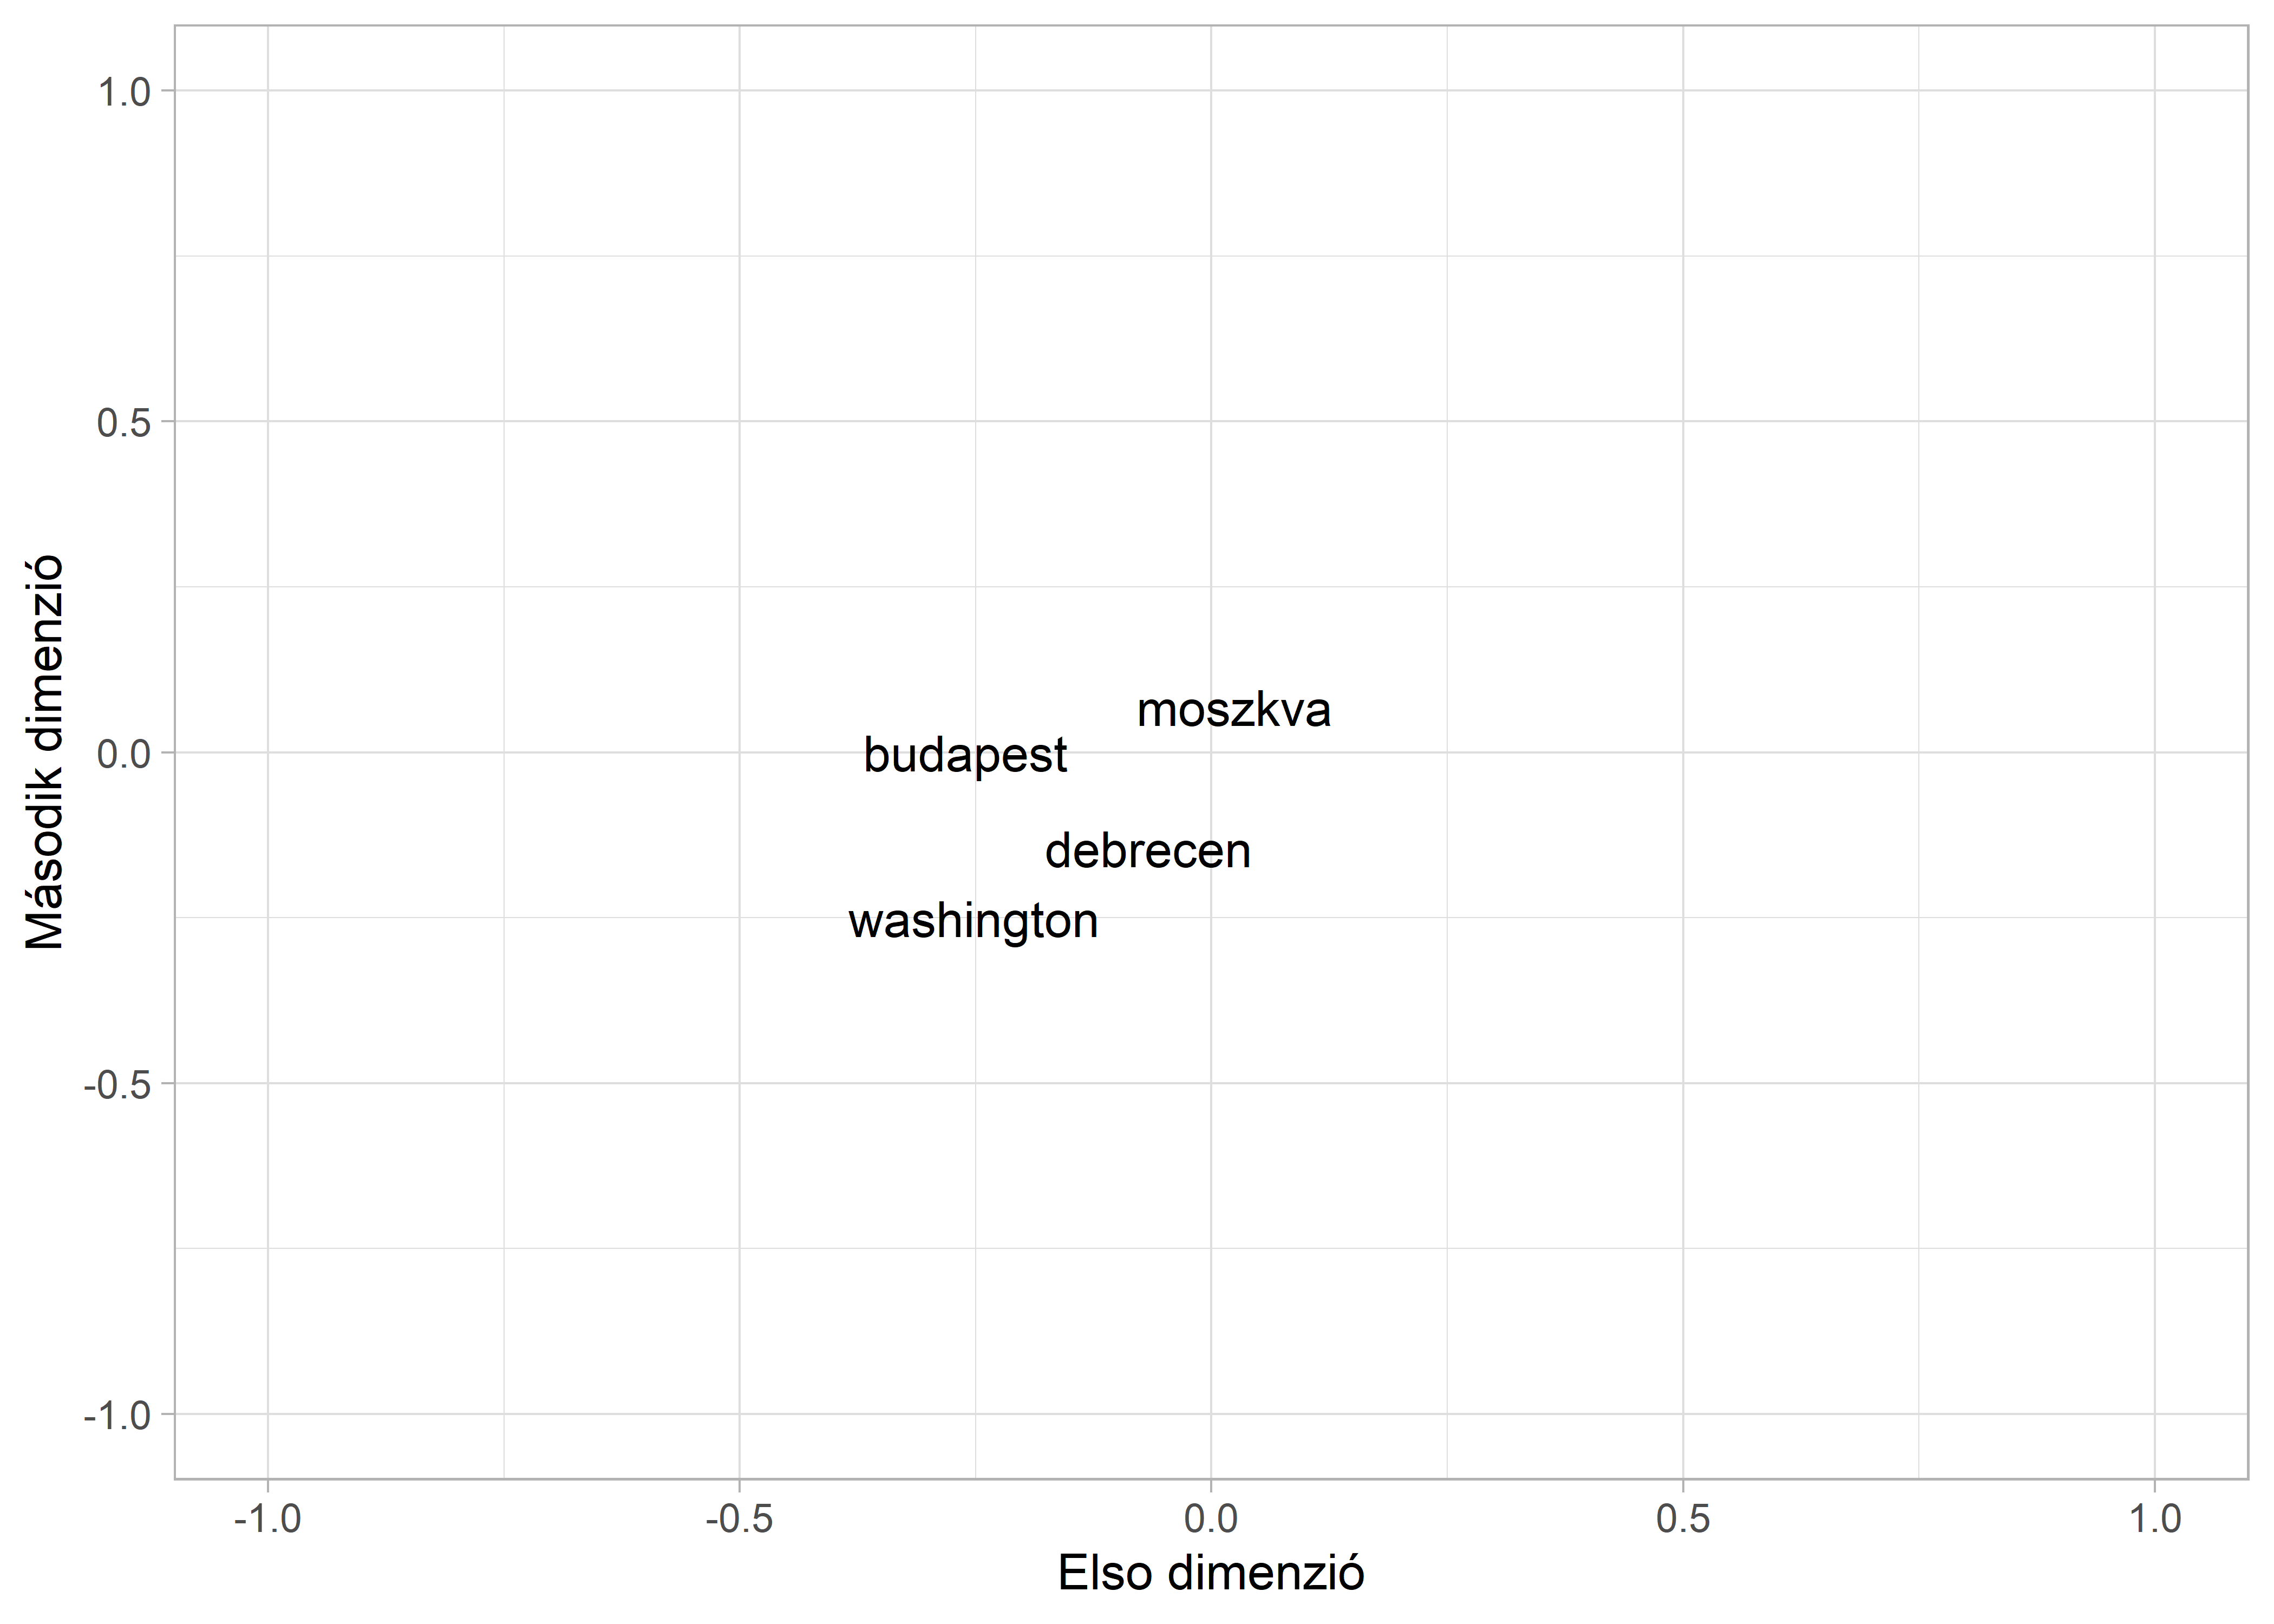 1.0
0.5
0.0
-0.5
-1.0
Második dimenzió
moszkva
budapest
debrecen
washington
-1.0 -0.5 0.0 0.5 1.0
Elso dimenzió